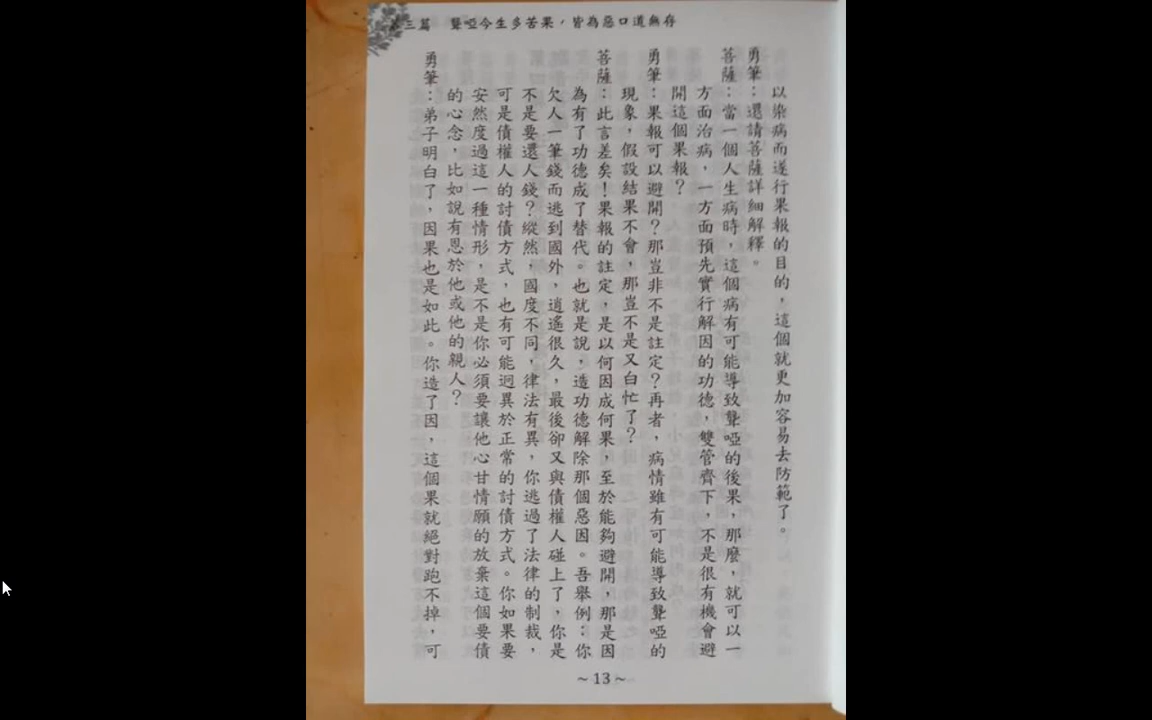 第三篇　聾啞今生多苦果，皆為惡口道無存
以染病而遂行果報的目的，這個就更加容易去防範了。
勇筆：還請菩薩詳細解釋。
菩薩：當一個人生病時，這個病有可能導致聾啞的後果，那麼，就可以一
方面治病，一方面預先實行解因的功德，雙管齊下，不是很有機會避
開這個果報？
勇筆：果報可以避開？那豈非不是註定？再者，病情雖有可能導致聾啞的
現象，假設結果不會，那豈不是又白忙了？
菩薩：此言差矣！果報的註定，是以何因成何果，至於能夠避開，那是因
為有了功德成了替代。也就是說，造功德解除那個惡因。吾舉例：你
欠人一筆錢而逃到國外，逍遙很久，最後卻又與債權人碰上了，你是
不是要還人錢？縱然，國度不同，律法有異，你逃過了法律的制裁，
可是債權人的討債方式，也有可能迥異於正常的討債方式。你如果要
安然度過這一種情形，是不是你必須要讓他心甘情願的放棄這個要債
的心念，比如說有恩於他或他的親人？
勇筆：弟子明白了，因果也是如此。你造了因，這個果就絕對跑不掉，可
~13~